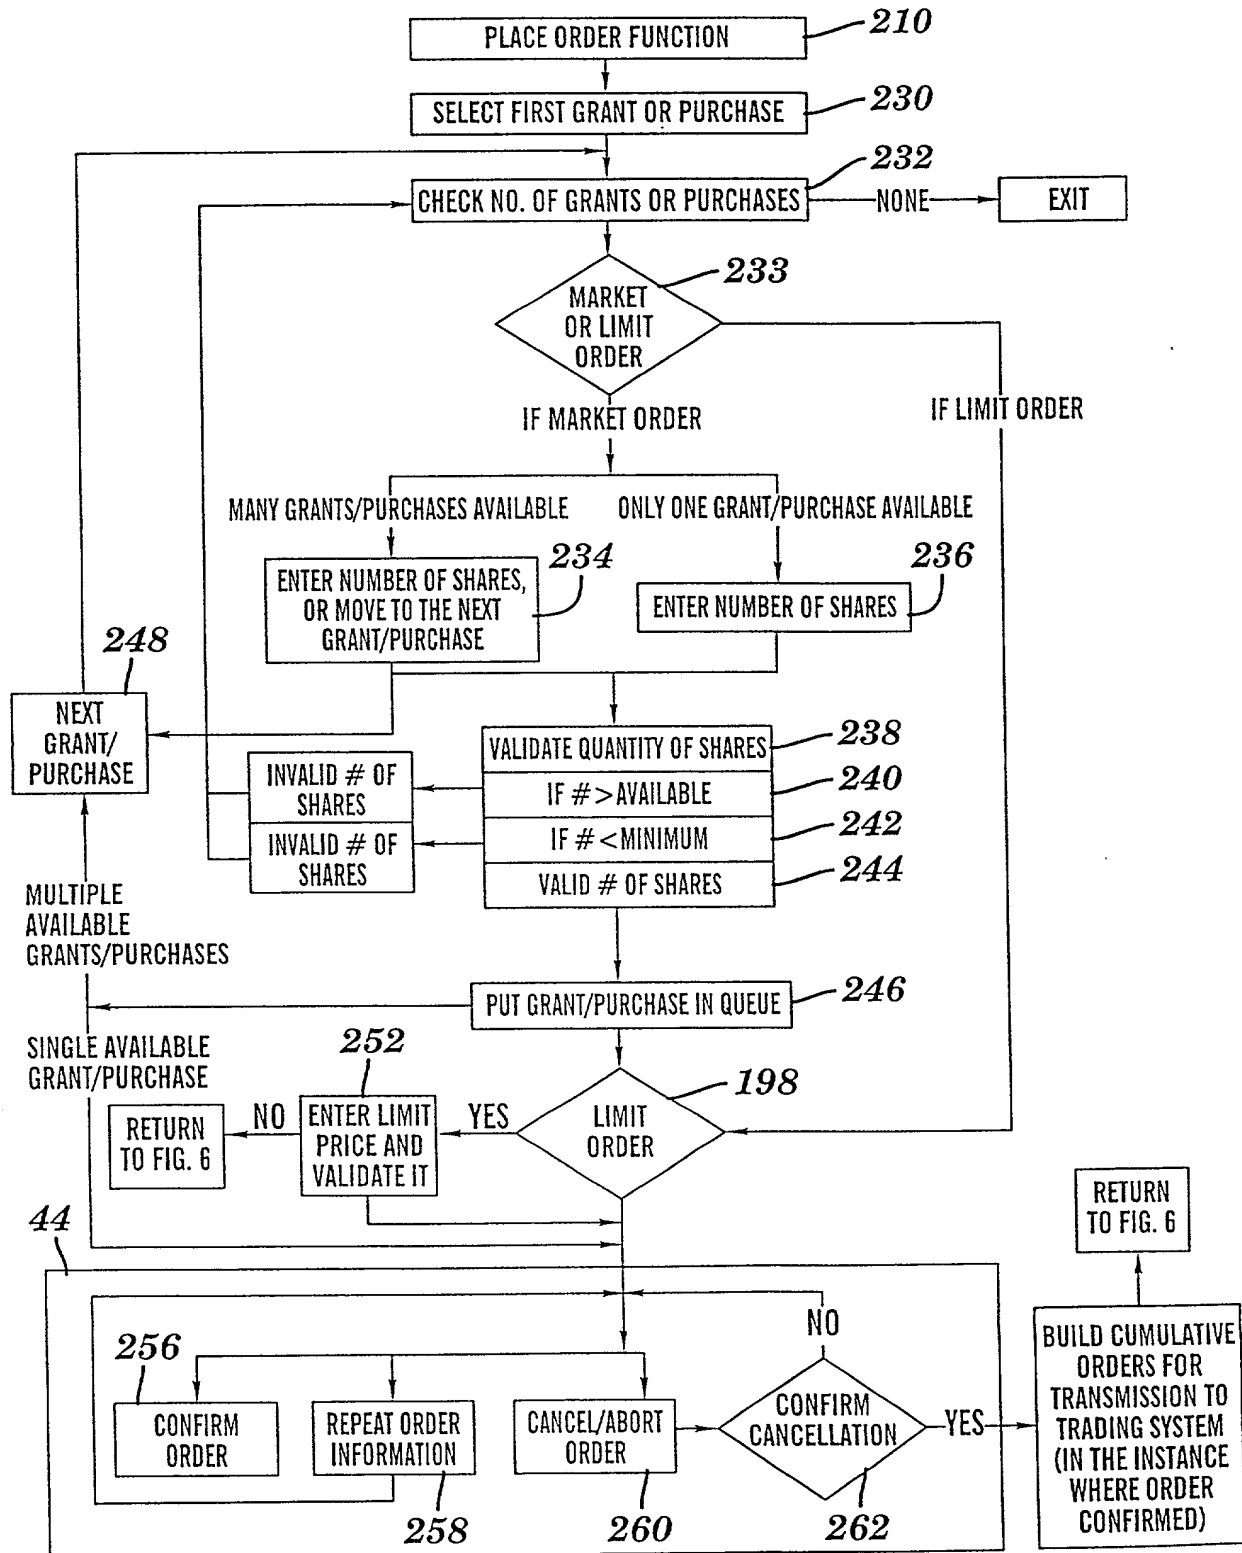 PLACE ORDER FUNCTION
210
SELECT FIRST GRANT OR PURCHASE
230
CHECK NO. OF GRANTS OR PURCHASES
232
NONE
EXIT
MARKET
OR LIMIT
ORDER
233
IF MARKET ORDER
IF LIMIT ORDER
MANY GRANTS/PURCHASES AVAILABLE
ONLY ONE GRANT/PURCHASE AVAILABLE
ENTER NUMBER OF SHARES,
OR MOVE TO THE NEXT
GRANT/PURCHASE
234
ENTER NUMBER OF SHARES
236
248
NEXT
GRANT/
PURCHASE
VALIDATE QUANTITY OF SHARES
238
INVALID # OF
SHARES
IF #>AVAILABLE
240
INVALID # OF
SHARES
IF #<MINIMUM
242
VALID # OF SHARES
244
MULTIPLE
AVAILABLE
GRANTS/PURCHASES
PUT GRANT/PURCHASE IN QUEUE
246
SINGLE AVAILABLE
GRANT/PURCHASE
252
RETURN
TO FIG. 6
NO
ENTER LIMIT
PRICE AND
VALIDATE IT
YES
LIMIT
ORDER
198
44
RETURN
TO FIG. 6
256
CONFIRM
ORDER
REPEAT ORDER
INFORMATION
258
CANCEL/ABORT
ORDER
260
NO
CONFIRM
CANCELLATION
262
YES
BUILD CUMULATIVE
ORDERS FOR
TRANSMISSION TO
TRADING SYSTEM
(IN THE INSTANCE
WHERE ORDER
CONFIRMED)